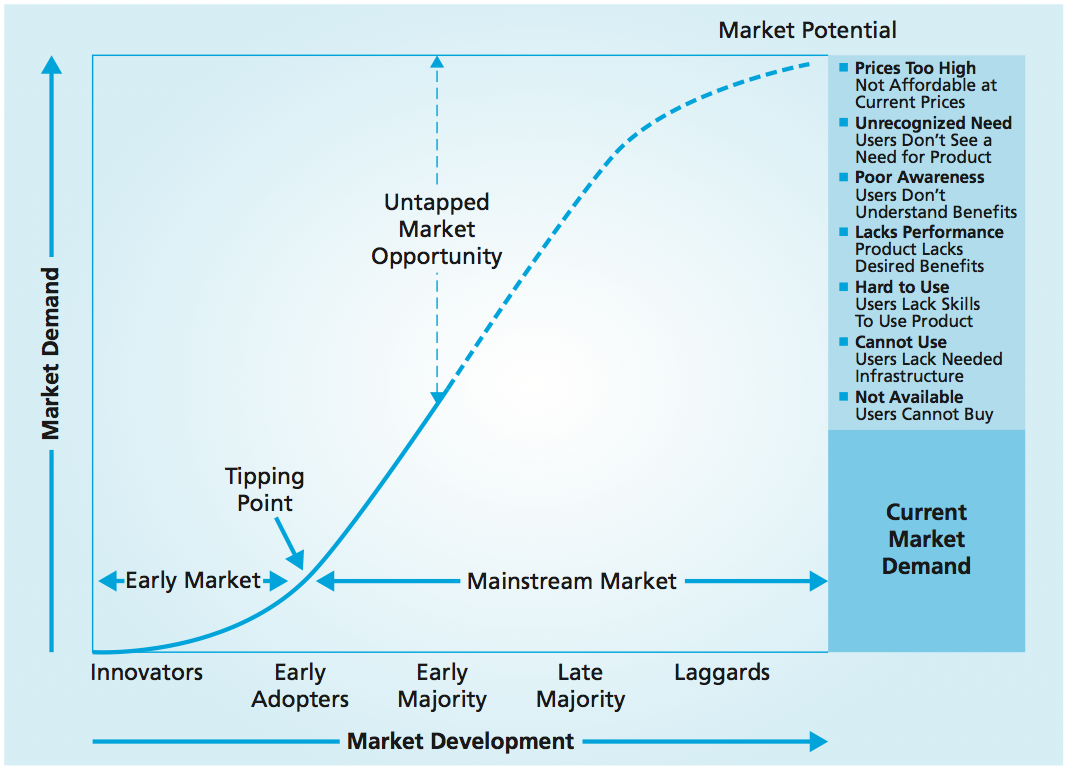 Market Potential
Prices Too High
Not Affordable at
Current Prices
Unrecognized Need
Users Don't See a
Need for Product
Poor Awareness
Users Don't
Understand Benefits
Lacks Performance
Product Lacks
Desired Benefits
Hard to Use
Users Lack Skills
To Use Product
Cannot Use
Users Lack Needed
Infrastructure
Not Available
Users Cannot Buy
Current
Market
Demand
Untapped
Market
Opportunity
Market Demand
Tipping
Point
Early Market
Mainstream Market
Innovators
Early
Adopters
Early
Majority
Late
Majority
Laggards
Market Development